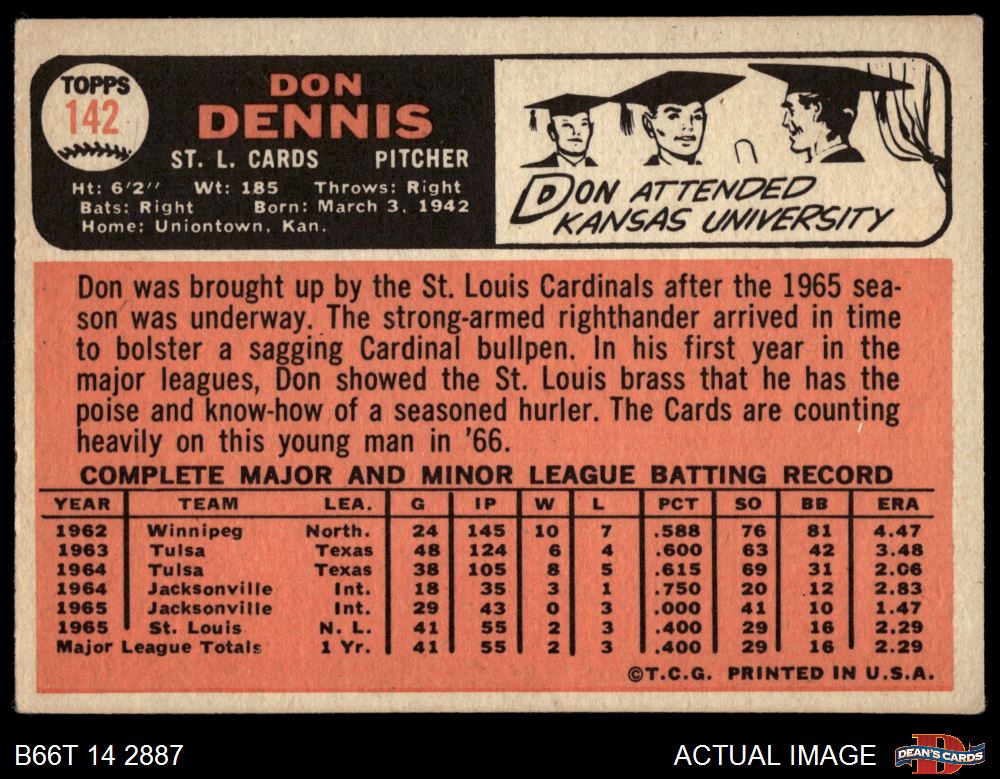 TOPPS
142
DON
DENNIS
ST. L. CARDS PITCHER
Ht: 6'2" Wt: 185 Throws: Right
Bats: Right Born: March 3, 1942
Home: Uniontown, Kan.
DON ATTENDED
KANSAS UNIVERSITY
Don was brought up by the St. Louis Cardinals after the 1965 sea-
son was underway. The strong-armed righthander arrived in time
to bolster a sagging Cardinal bullpen. In his first year in the
major leagues, Don showed the St. Louis brass that he has the
poise and know-how of a seasoned hurler. The Cards are counting
heavily on this young man in '66.
COMPLETE MAJOR AND MINOR LEAGUE BATTING RECORD
YEAR TEAM LEA. G IP W L PCT SO BB ERA
1962 Winnipeg North. 24 145 10 7 .588 76 81 4.47
1963 Tulsa Texas 48 124 6 4 .600 63 42 3.48
1964 Tulsa Texas 38 105 8 5 .615 69 31 2.06
1964 Jacksonville Int. 18 35 3 1 .750 20 12 2.83
1965 Jacksonville Int. 29 43 0 3 .000 41 10 1.47
1965 St. Louis N. L. 41 55 2 3 .400 29 16 2.29
Major League Totals 1 Yr. 41 55 2 3 .400 29 16 2.29
©T.C.G. PRINTED IN U.S.A.
B66T 14 2887 ACTUAL IMAGE DEAN'S CARDS